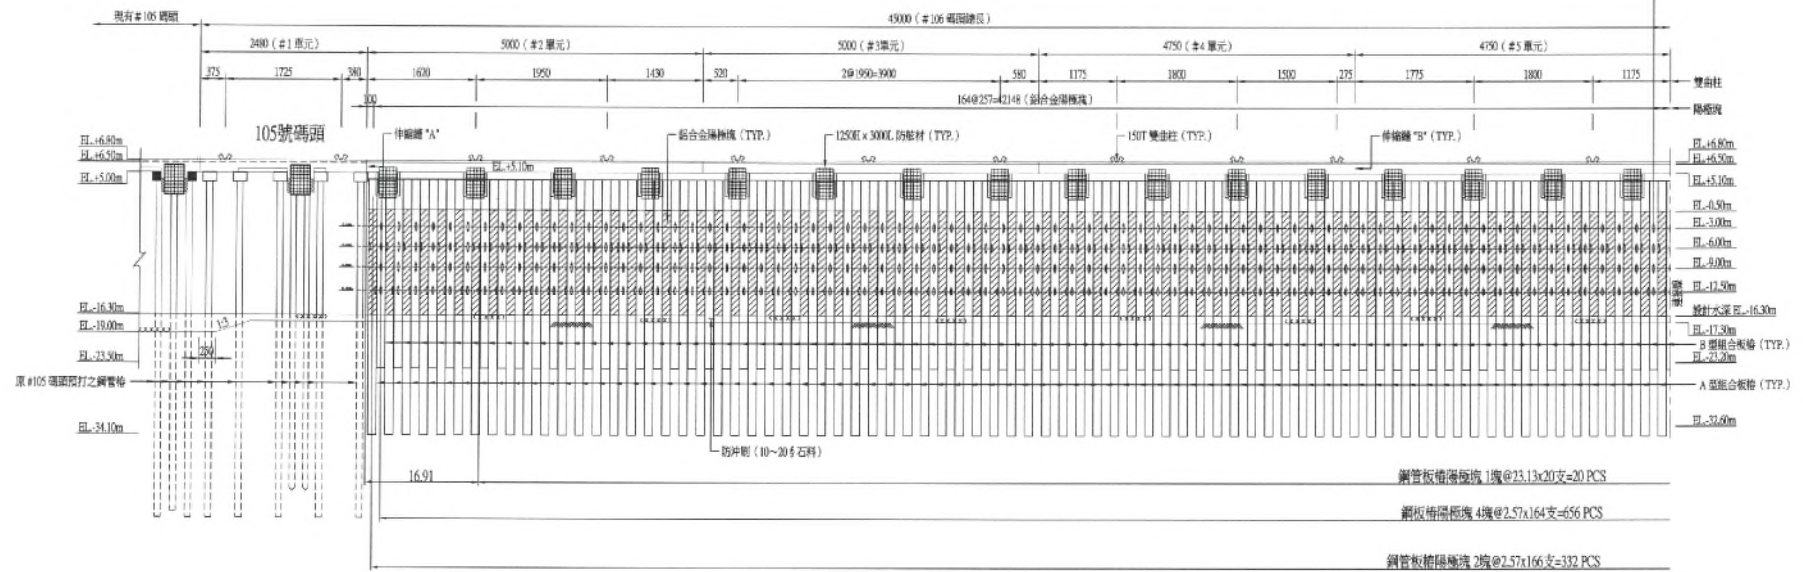 現有#105碼頭
45000（#106碼頭總長）
2480（#1單元）
5000（#2單元）
5000（#3單元）
4750（#4單元）
4750（#5單元）
375
1725
380
1620
1950
1430
520
2@1950=3900
580
1175
1800
1500
275
1775
1800
1175
雙曲柱
100
164@257=42148（鋁合金陽極塊）
陽極塊
105號碼頭
伸縮縫"A"
鋁合金陽極塊（TYP.）
1250H x 3000L 防舷材（TYP.）
150T 雙曲柱（TYP.）
伸縮縫"B"（TYP.）
EL.+6.80m
EL.+6.50m
EL.+5.00m
EL.+5.10m
EL.+6.80m
EL.+6.50m
EL.+5.10m
EL.-0.50m
EL.-3.00m
EL.-6.00m
EL.-9.00m
EL.-12.50m
EL.-16.30m
設計水深 EL.-16.30m
EL.-19.00m
1:3
EL.-17.30m
250
B 型組合板樁（TYP.）
EL.-23.50m
EL.-23.20m
原 #105 碼頭預打之鋼管樁
A 型組合板樁（TYP.）
EL.-34.10m
EL.-32.60m
防沖刷（10～20
石料）
16.91
鋼管板樁陽極塊 1塊@23.13x20支=20 PCS
鋼板樁陽極塊 4塊@2.57x164支=656 PCS
鋼管板樁陽極塊 2塊@2.57x166支=332 PCS